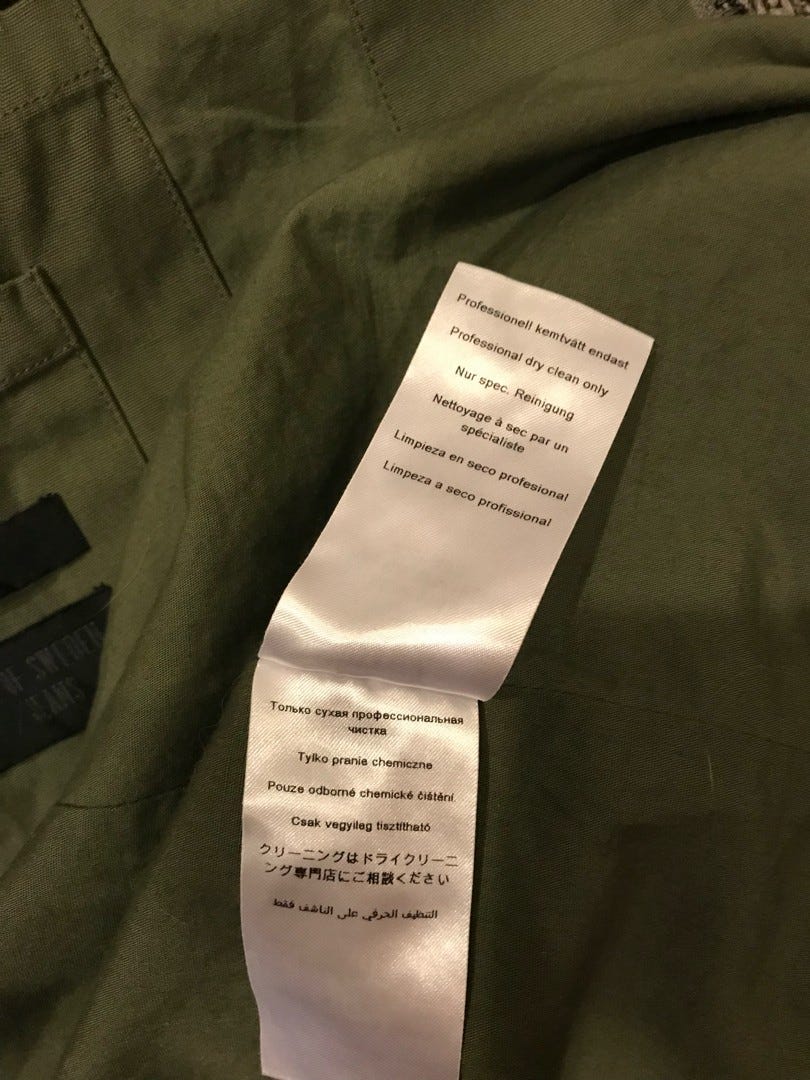 Professionell kemtvätt endast
Professional dry clean only
Nur spec. Reinigung
Nettoyage à sec par un
spécialiste
Limpieza en seco profesional
Limpeza a seco profissional
Только сухая профессиональная
чистка
Tylko pranie chemiczne
Pouze odborné chemické čištění
Csak vegyileg tisztítható
クリーニングはドライクリーニ
ング専門店にご相談ください
التنظيف الحرفي على الناشف فقط
OF SWEDEN
JEANS